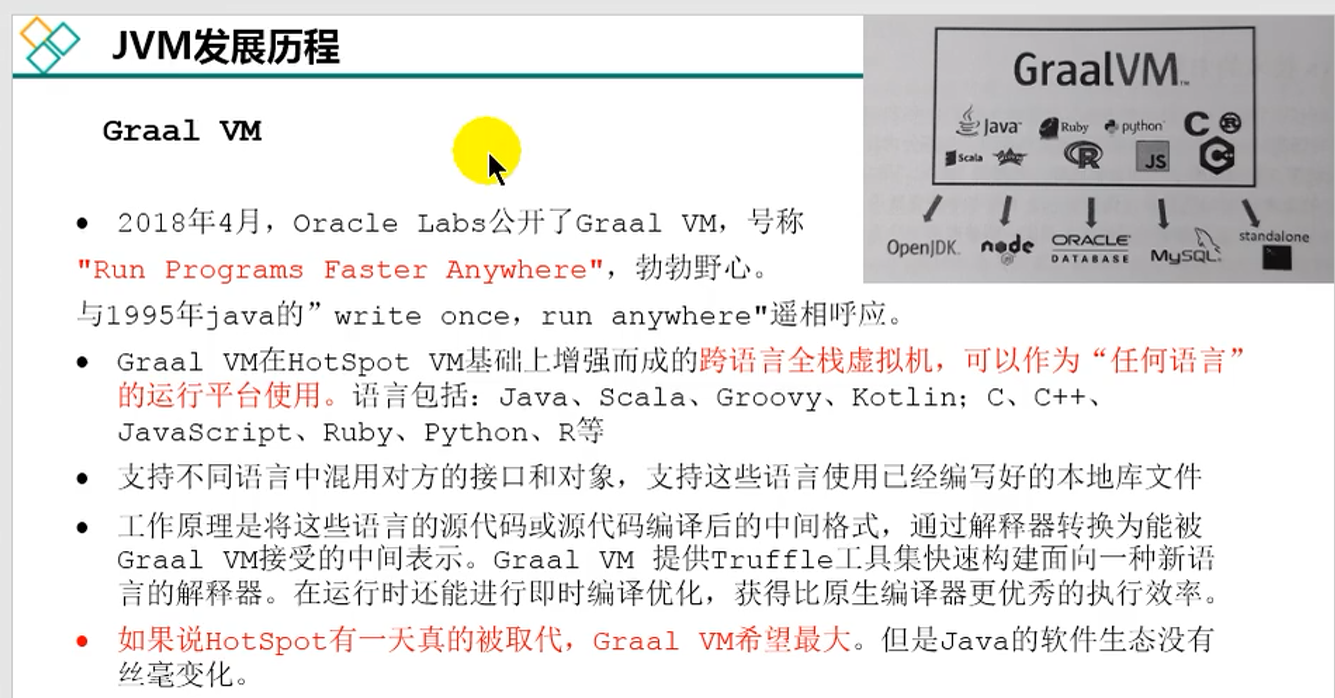 JVM发展历程
GraalVM™
Java
Ruby
python
C
R
Scala
R
JS
C
OpenJDK.
node
JS
ORACLE
DATABASE
MySQL.
standalone
Graal VM
• 2018年4月，Oracle Labs公开了Graal VM，号称
"Run Programs Faster Anywhere"，勃勃野心。
与1995年java的”write once，run anywhere"遥相呼应。
• Graal VM在HotSpot VM基础上增强而成的跨语言全栈虚拟机，可以作为“任何语言”
的运行平台使用。语言包括：Java、Scala、Groovy、Kotlin；C、C++、
JavaScript、Ruby、Python、R等
• 支持不同语言中混用对方的接口和对象，支持这些语言使用已经编写好的本地库文件
• 工作原理是将这些语言的源代码或源代码编译后的中间格式，通过解释器转换为能被
Graal VM接受的中间表示。Graal VM 提供Truffle工具集快速构建面向一种新语
言的解释器。在运行时还能进行即时编译优化，获得比原生编译器更优秀的执行效率。
• 如果说HotSpot有一天真的被取代，Graal VM希望最大。但是Java的软件生态没有
丝毫变化。